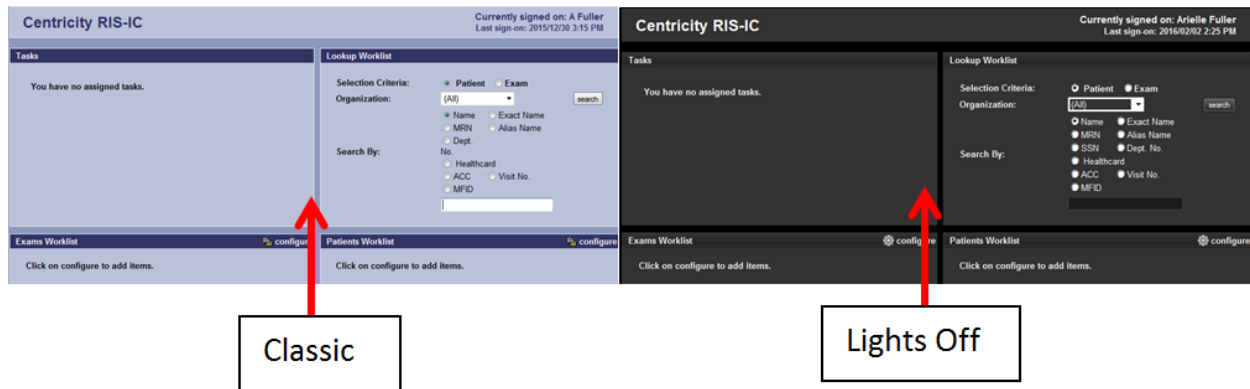 Centricity RIS-IC
Currently signed on: A Fuller
Last sign-on: 2015/12/30 3:15 PM
Tasks
You have no assigned tasks.
Lookup Worklist
Selection Criteria: Patient Exam
Organization: (All) search
Name Exact Name
MRN Alias Name
Dept.
Search By: No.
Healthcard
ACC Visit No.
MFID
Exams Worklist configure
Click on configure to add items.
Patients Worklist configure
Click on configure to add items.
Classic
Centricity RIS-IC
Currently signed on: Arielle Fuller
Last sign-on: 2016/02/02 2:25 PM
Tasks
You have no assigned tasks.
Lookup Worklist
Selection Criteria: Patient Exam
Organization: (All) search
Name Exact Name
MRN Alias Name
Search By: SSN Dept. No.
Healthcard
ACC Visit No.
MFID
Exams Worklist configure
Click on configure to add items.
Patients Worklist configure
Click on configure to add items.
Lights Off